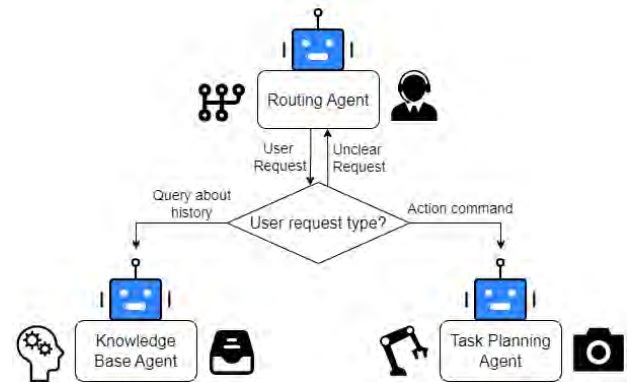 Routing Agent
User
Request
Unclear
Request
Query about
history
User request type?
Action command
Knowledge
Base Agent
Task Planning
Agent